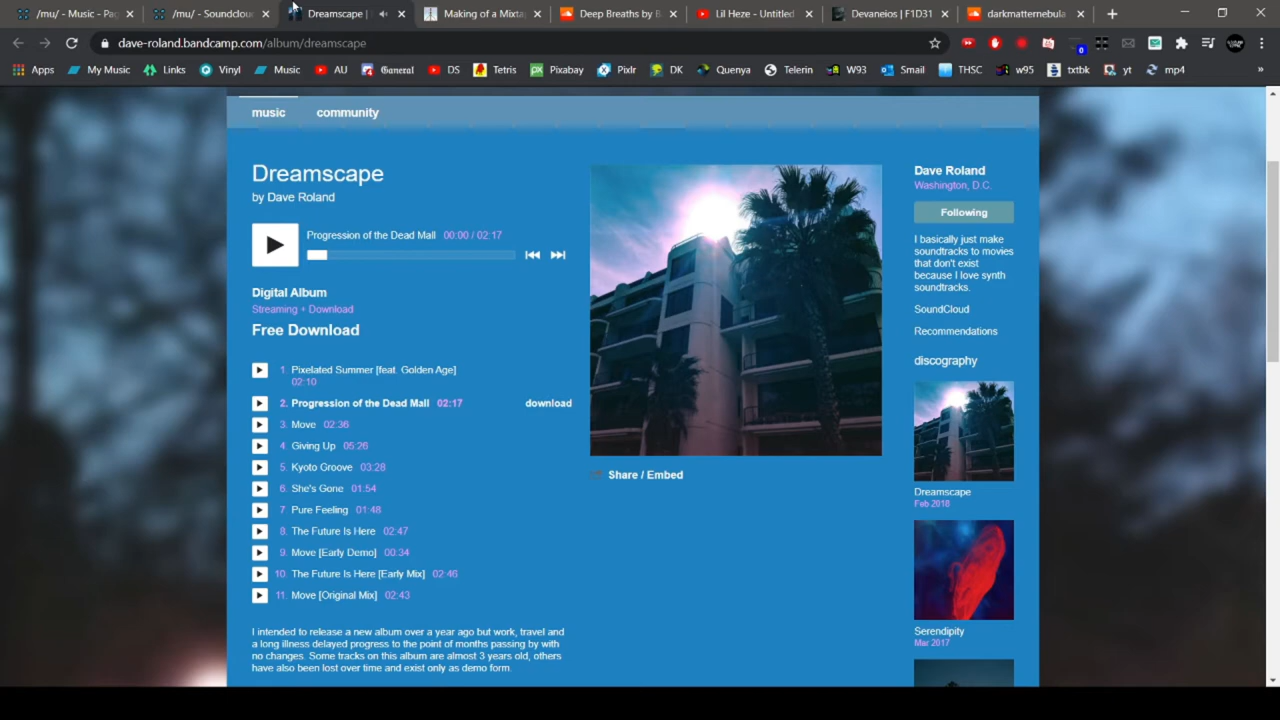 /mu/ - Music - Pag
/mu/ - Soundclou
Dreamscape |
Making of a Mixta
Deep Breaths by B
Lil Heze - Untitled
Devaneios | F1D31
darkmatternebula
dave-roland.bandcamp.com/album/dreamscape
0
Apps
My Music
Links
Vinyl
Music
AU
General
DS
Tetris
Pixabay
Pixlr
DK
Quenya
Telerin
W93
Smail
THSC
w95
txtbk
yt
mp4
»
music
community
Dreamscape
by Dave Roland
Progression of the Dead Mall 00:00 / 02:17
Digital Album
Streaming + Download
Free Download
1. Pixelated Summer [feat. Golden Age]
02:10
2. Progression of the Dead Mall 02:17 download
3. Move 02:36
4. Giving Up 05:26
5. Kyoto Groove 03:28
6. She's Gone 01:54
7. Pure Feeling 01:48
8. The Future Is Here 02:47
9. Move [Early Demo] 00:34
10. The Future Is Here [Early Mix] 02:46
11. Move [Original Mix] 02:43
I intended to release a new album over a year ago but work, travel and
a long illness delayed progress to the point of months passing by with
no changes. Some tracks on this album are almost 3 years old, others
have also been lost over time and exist only as demo form.
Share / Embed
Dave Roland
Washington, D.C.
Following
I basically just make
soundtracks to movies
that don't exist
because I love synth
soundtracks.
SoundCloud
Recommendations
discography
Dreamscape
Feb 2018
Serendipity
Mar 2017